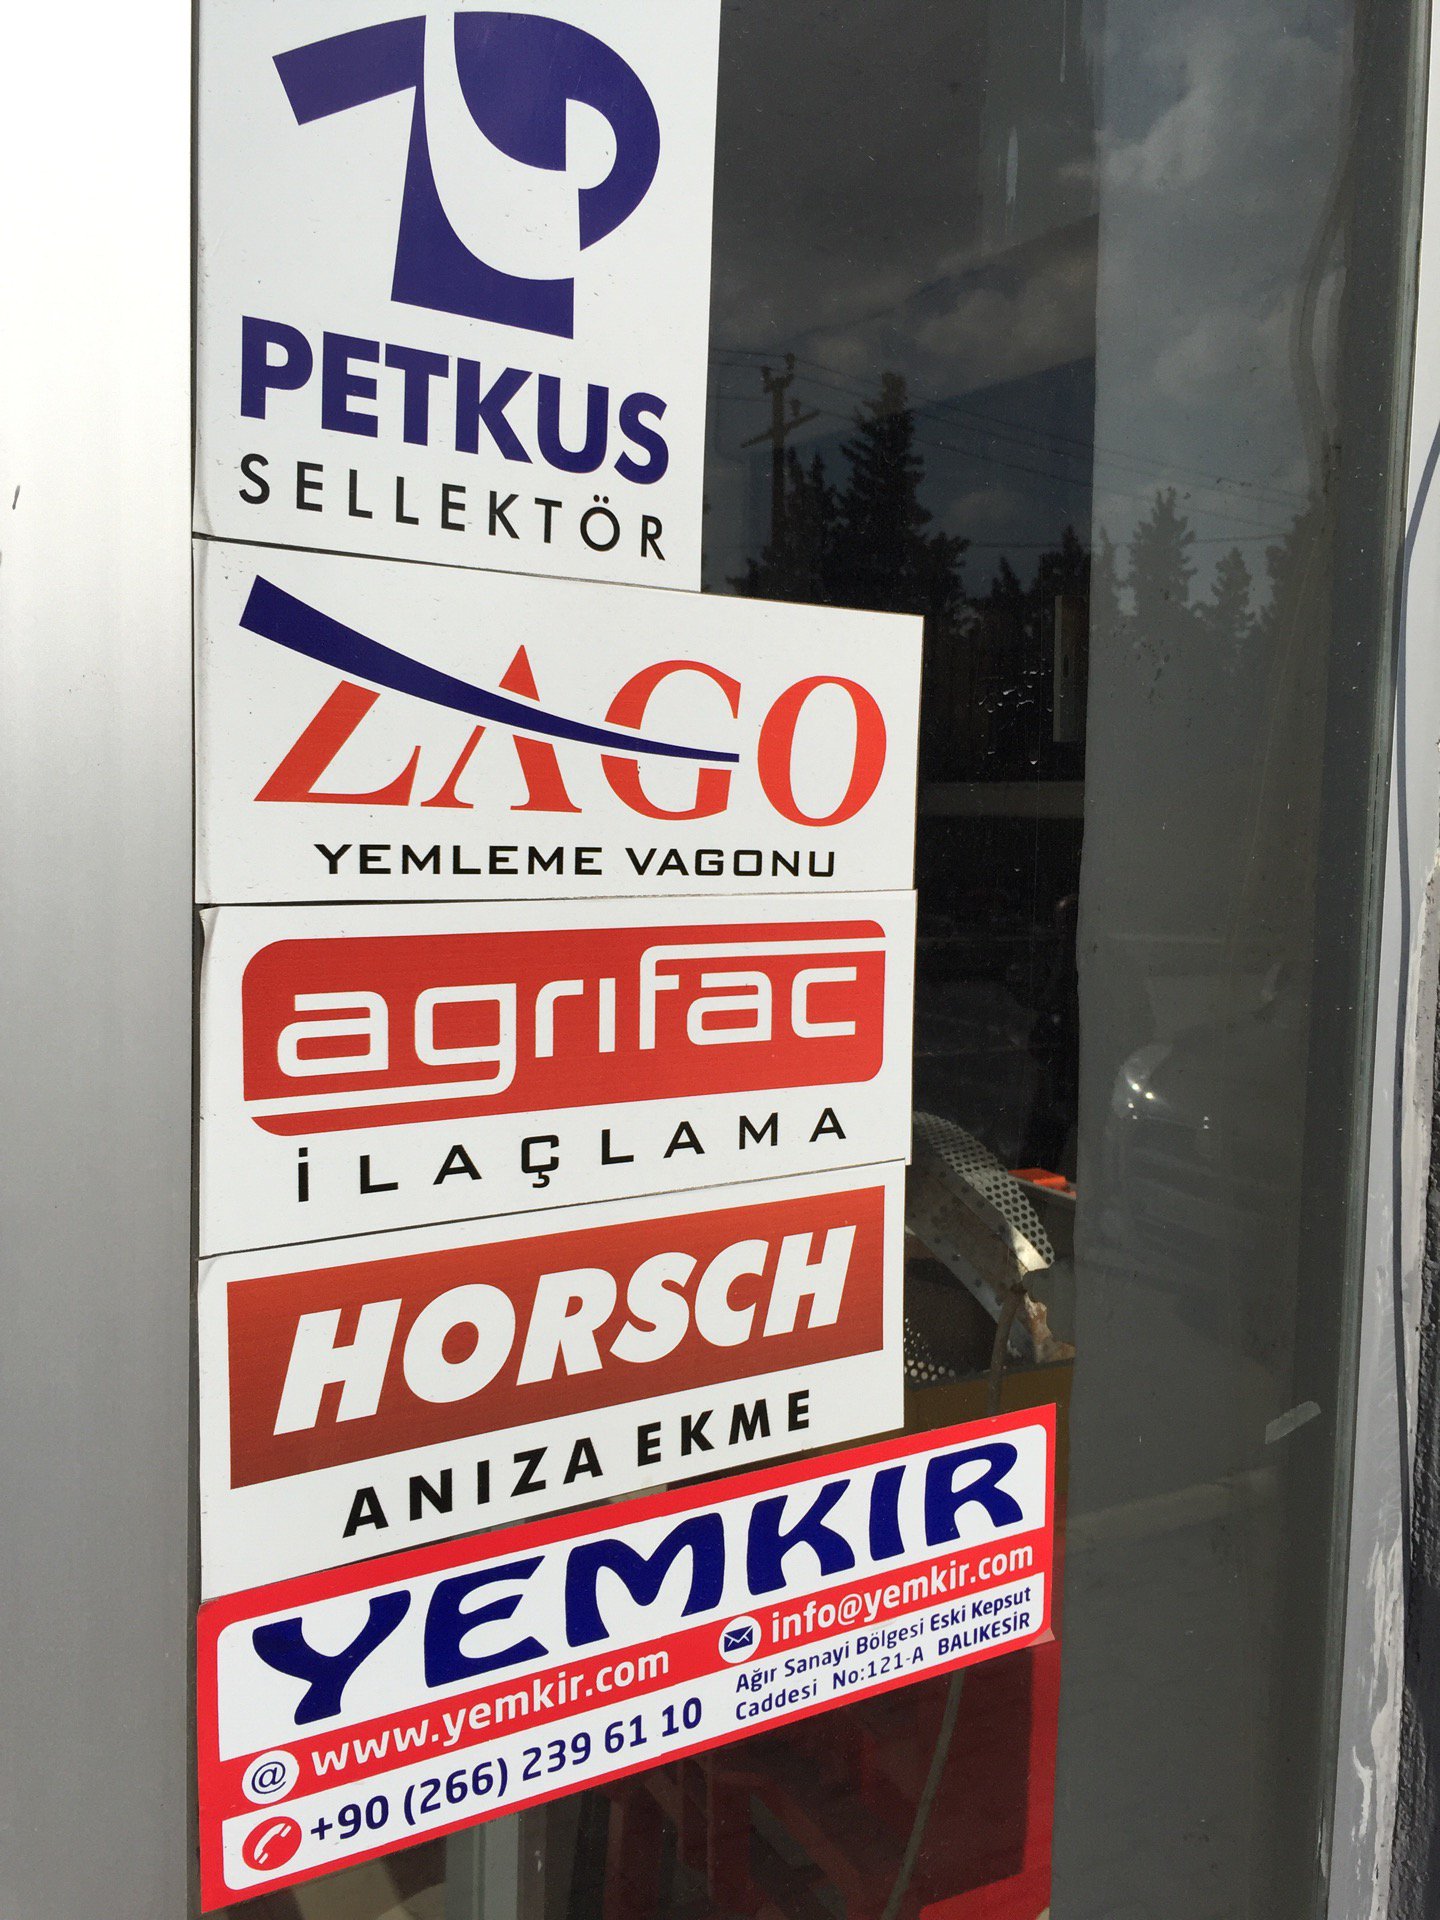 PETKUS
SELLEKTÖR
ZAGO
YEMLEME VAGONU
agrifac
İLAÇLAMA
HORSCH
ANIZA EKME
YEMKIR
@ www.yemkir.com
info@yemkir.com
+90 (266) 239 61 10
Ağır Sanayi Bölgesi Eski Kepsut
Caddesi No:121-A BALIKESİR